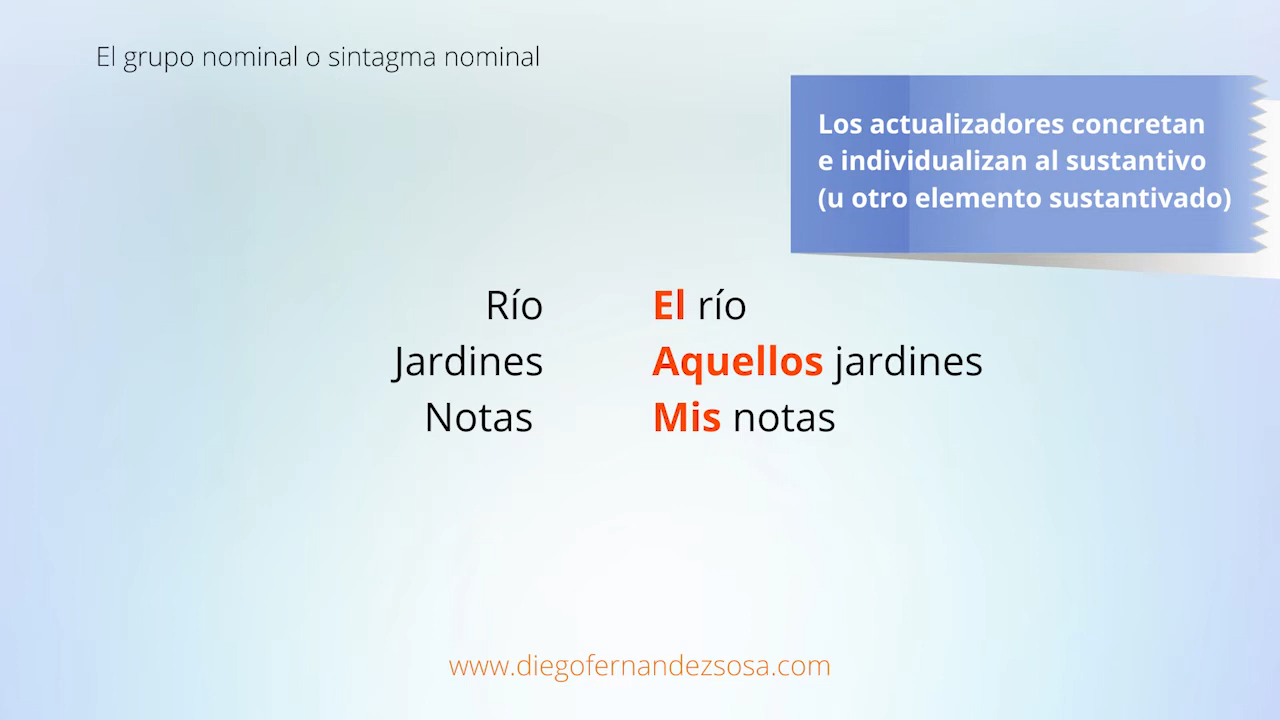 El grupo nominal o sintagma nominal
Los actualizadores concretan
e individualizan al sustantivo
(u otro elemento sustantivado)
Río El río
Jardines Aquellos jardines
Notas Mis notas
www.diegofernandezsosa.com